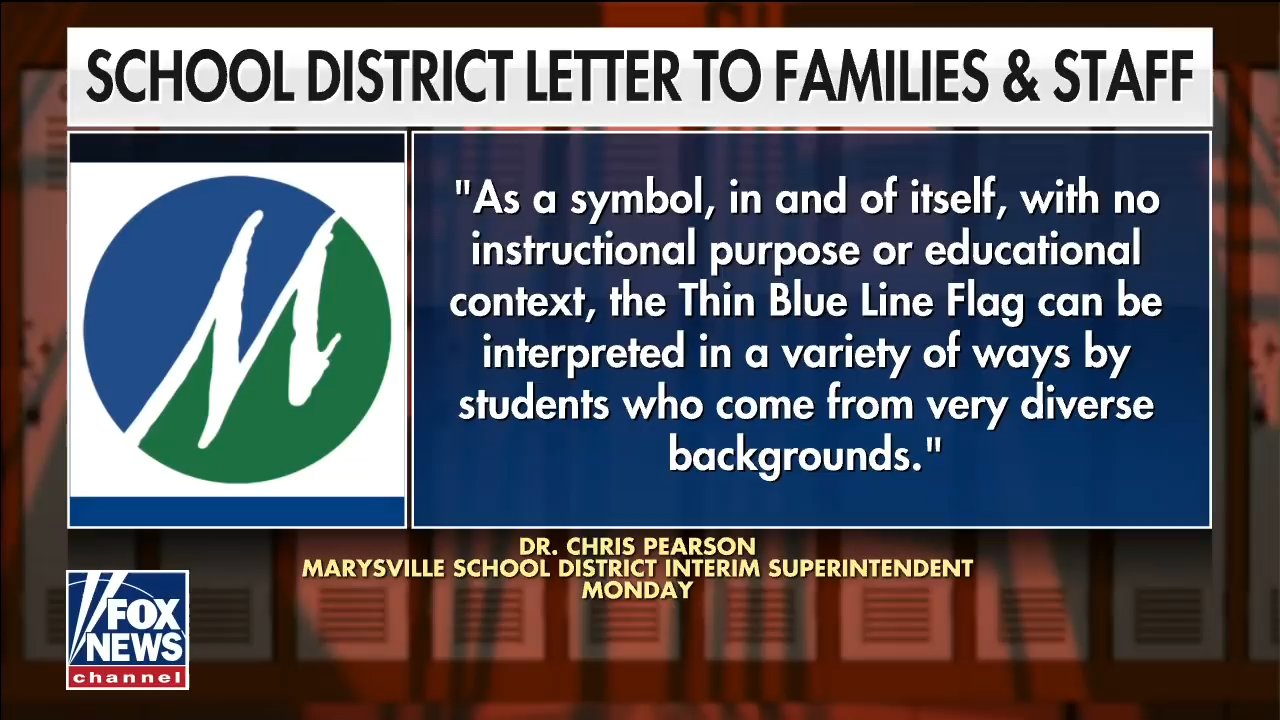 SCHOOL DISTRICT LETTER TO FAMILIES & STAFF
M
"As a symbol, in and of itself, with no
instructional purpose or educational
context, the Thin Blue Line Flag can be
interpreted in a variety of ways by
students who come from very diverse
backgrounds."
DR. CHRIS PEARSON
MARYSVILLE SCHOOL DISTRICT INTERIM SUPERINTENDENT
MONDAY
FOX
NEWS
channel